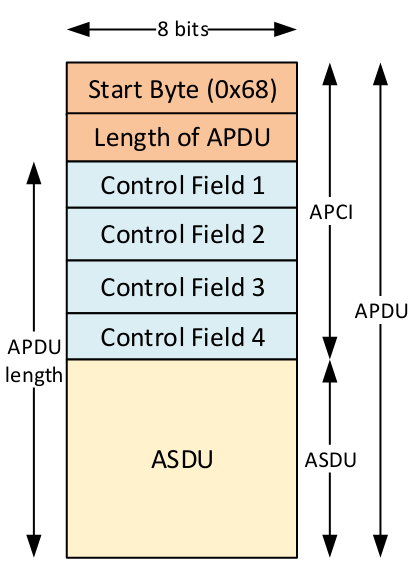 8 bits
Start Byte (0x68)
Length of APDU
Control Field 1
Control Field 2
Control Field 3
Control Field 4
ASDU
APDU
length
APCI
ASDU
APDU